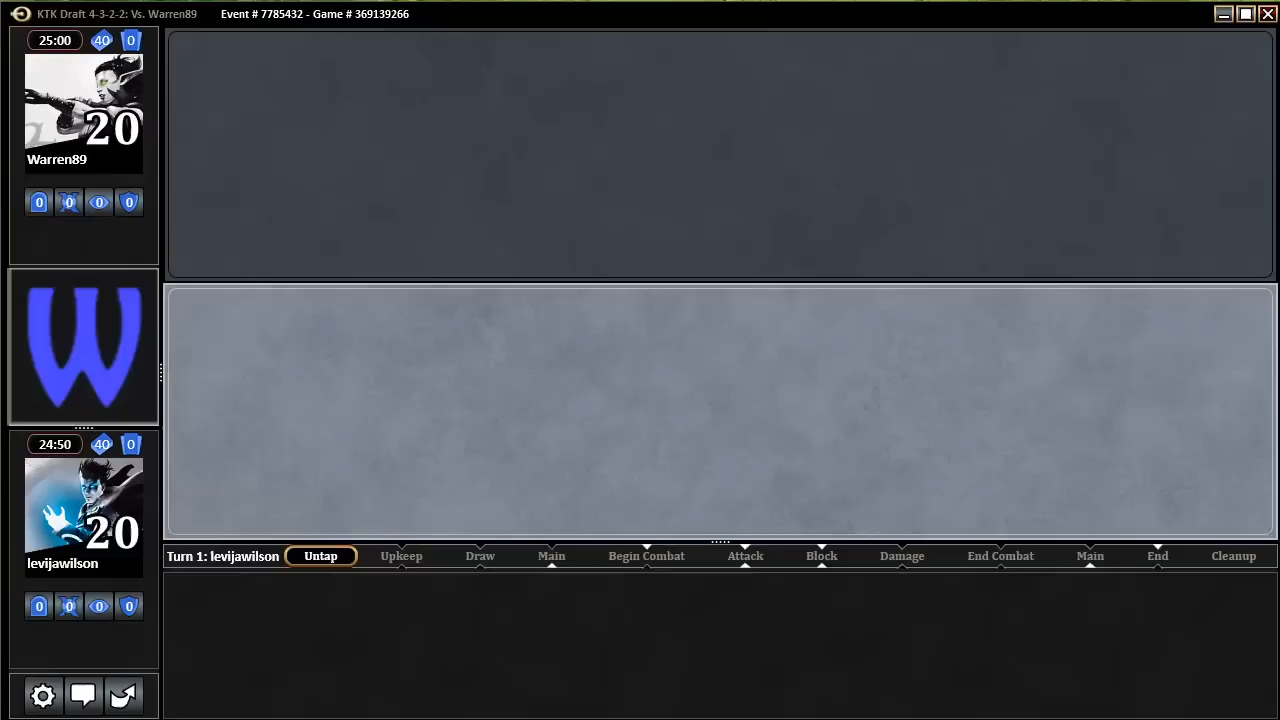 KTK Draft 4-3-2-2: Vs. Warren89 Event # 7785432 - Game # 369139266
25:00 40 0
20
Warren89
0 0 0 0
W
24:50 40 0
20
levijawilson
0 0 0 0
Turn 1: levijawilson Untap Upkeep Draw Main Begin Combat Attack Block Damage End Combat Main End Cleanup